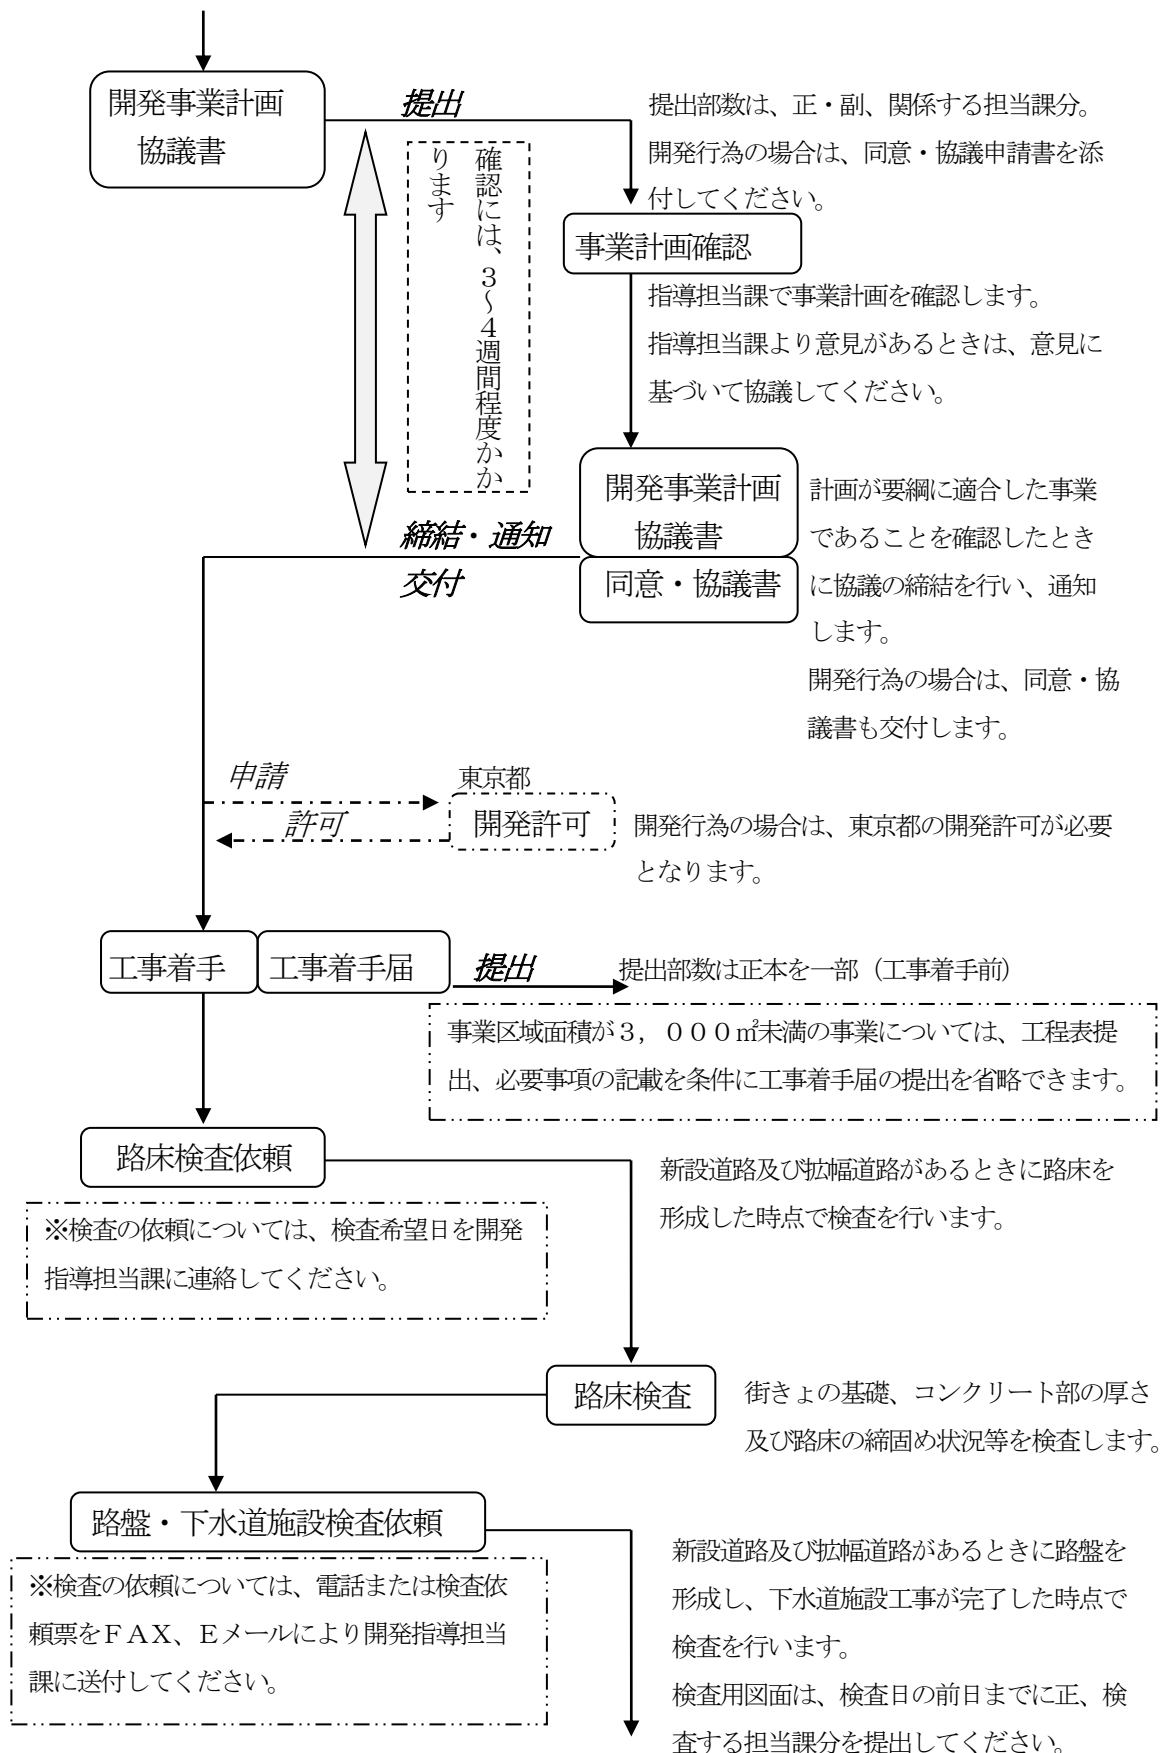 開発事業計画
協議書
提出
提出部数は、正・副、関係する担当課分。
開発行為の場合は、同意・協議申請書を添
付してください。
確認には、３～４週間程度かか
ります
事業計画確認
指導担当課で事業計画を確認します。
指導担当課より意見があるときは、意見に
基づいて協議してください。
開発事業計画
協議書
同意・協議書
締結・通知
交付
計画が要綱に適合した事業
であることを確認したとき
に協議の締結を行い、通知
します。
開発行為の場合は、同意・協
議書も交付します。
申請
許可
東京都
開発許可
開発行為の場合は、東京都の開発許可が必要
となります。
工事着手
工事着手届
提出
提出部数は正本を一部（工事着手前）
事業区域面積が３，０００㎡未満の事業については、工程表提
出、必要事項の記載を条件に工事着手届の提出を省略できます。
路床検査依頼
新設道路及び拡幅道路があるときに路床を
形成した時点で検査を行います。
※検査の依頼については、検査希望日を開発
指導担当課に連絡してください。
路床検査
街きょの基礎、コンクリート部の厚さ
及び路床の締固め状況等を検査します。
路盤・下水道施設検査依頼
※検査の依頼については、電話または検査依
頼票をＦＡＸ、Ｅメールにより開発指導担当
課に送付してください。
新設道路及び拡幅道路があるときに路盤を
形成し、下水道施設工事が完了した時点で
検査を行います。
検査用図面は、検査日の前日までに正、検
査する担当課分を提出してください。